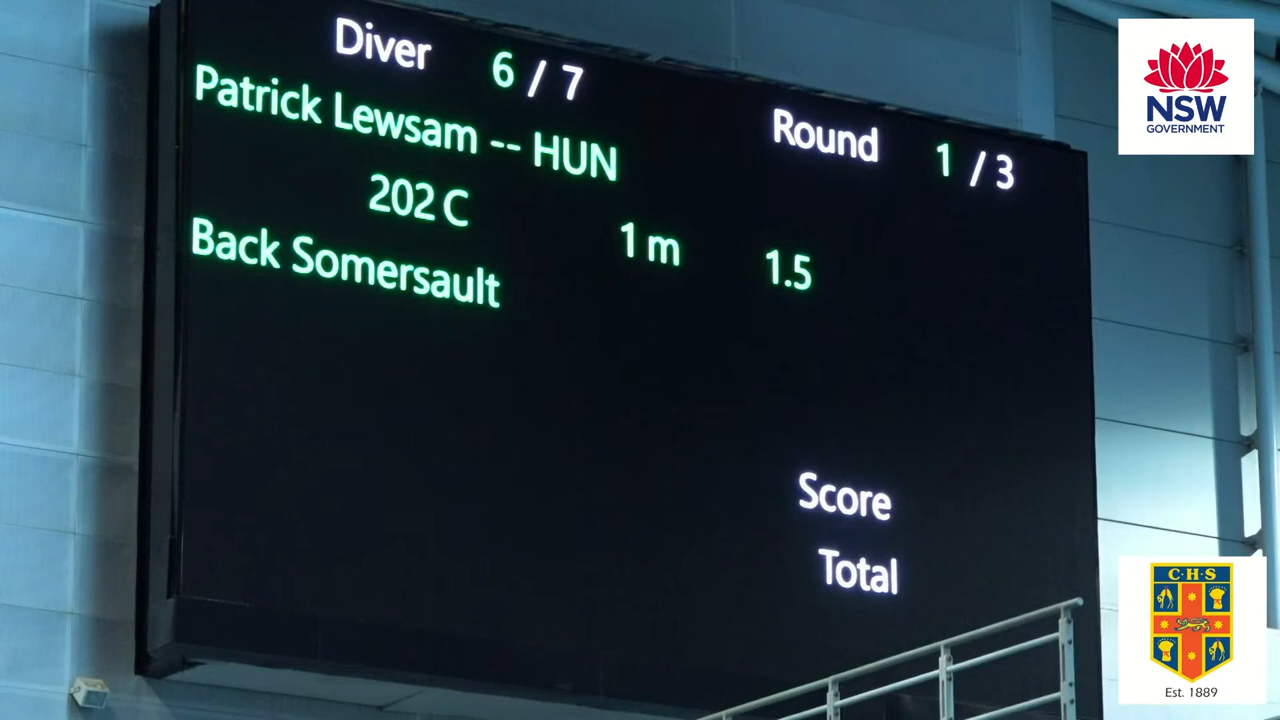 Diver 6 / 7
Patrick Lewsam -- HUN
Round 1 / 3
202 C
1 m 1.5
Back Somersault
Score
Total
NSW
GOVERNMENT
C·H·S
Est. 1889